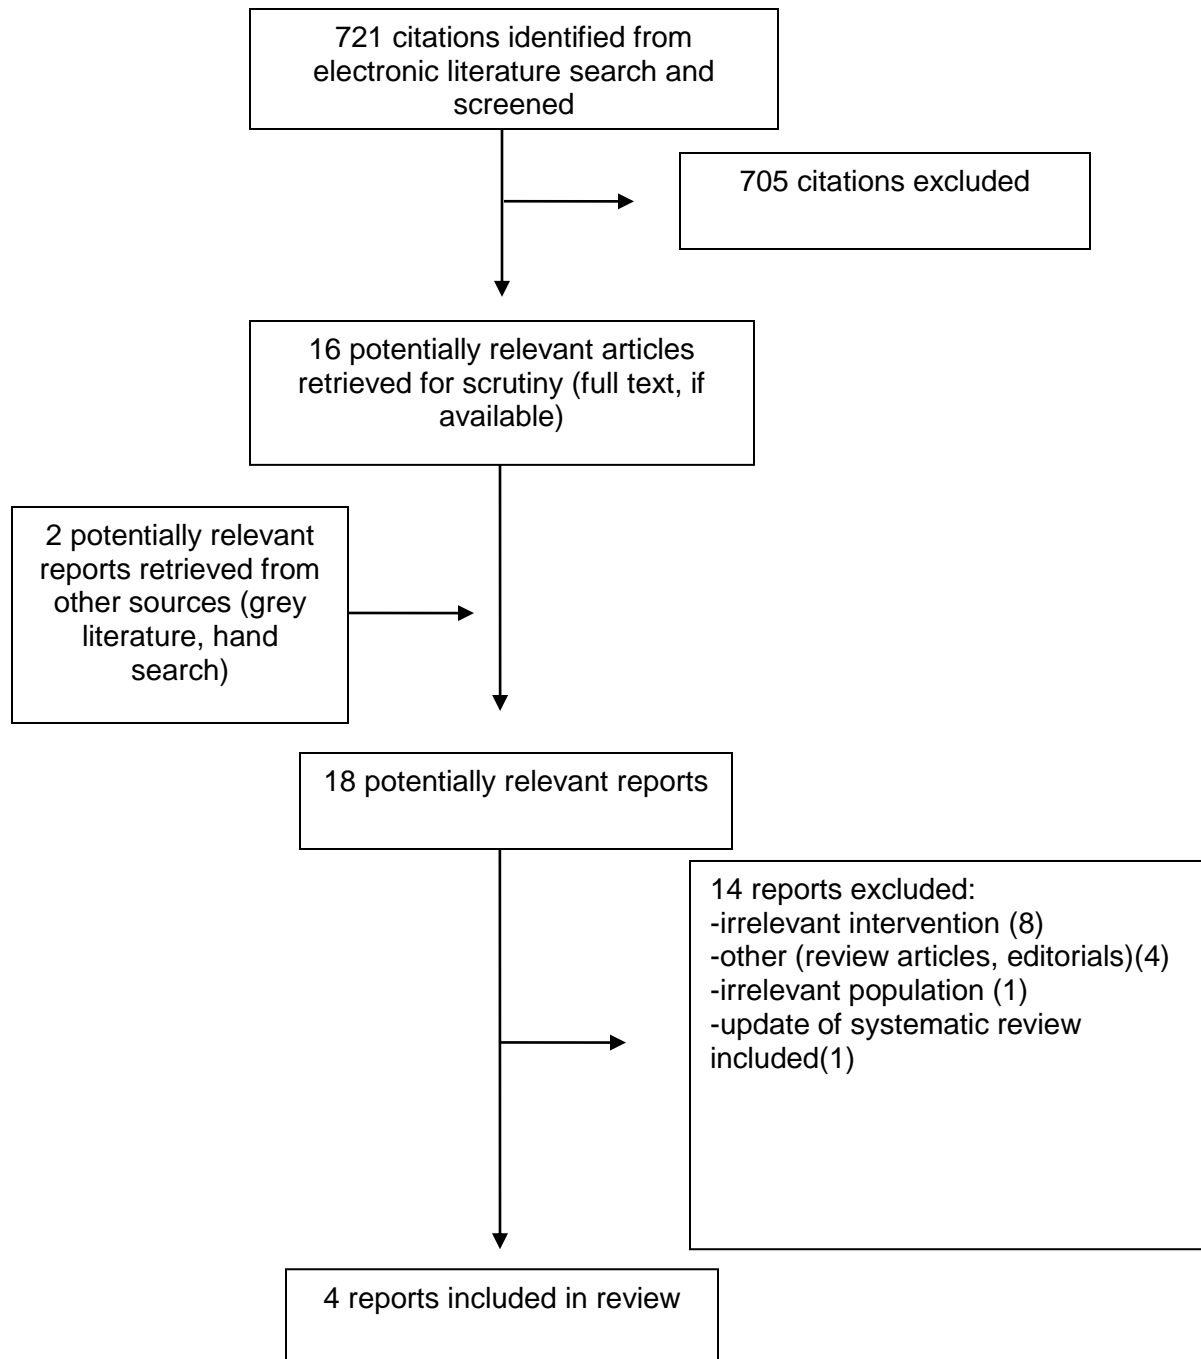 721 citations identified from
electronic literature search and
screened
705 citations excluded
16 potentially relevant articles
retrieved for scrutiny (full text, if
available)
2 potentially relevant
reports retrieved from
other sources (grey
literature, hand
search)
18 potentially relevant reports
14 reports excluded:
-irrelevant intervention (8)
-other (review articles, editorials)(4)
-irrelevant population (1)
-update of systematic review
included(1)
4 reports included in review